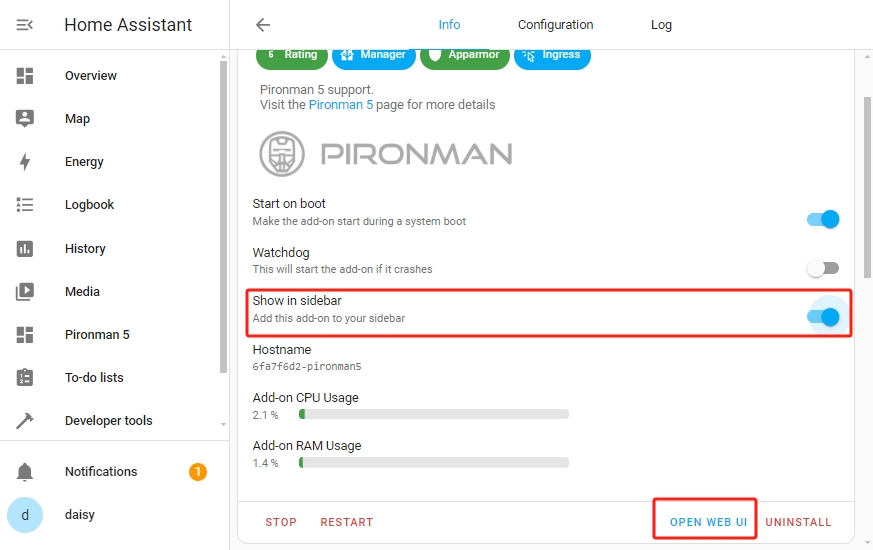 Home Assistant
Overview
Map
Energy
Logbook
History
Media
Pironman 5
To-do lists
Developer tools
Notifications
1
d
daisy
Info
Configuration
Log
5
Rating
Manager
Apparmor
Ingress
Pironman 5 support.
Visit the Pironman 5 page for more details
PIRONMAN
Start on boot
Make the add-on start during a system boot
Watchdog
This will start the add-on if it crashes
Show in sidebar
Add this add-on to your sidebar
Hostname
6fa7f6d2-pironman5
Add-on CPU Usage
2.1 %
Add-on RAM Usage
1.4 %
STOP
RESTART
OPEN WEB UI
UNINSTALL